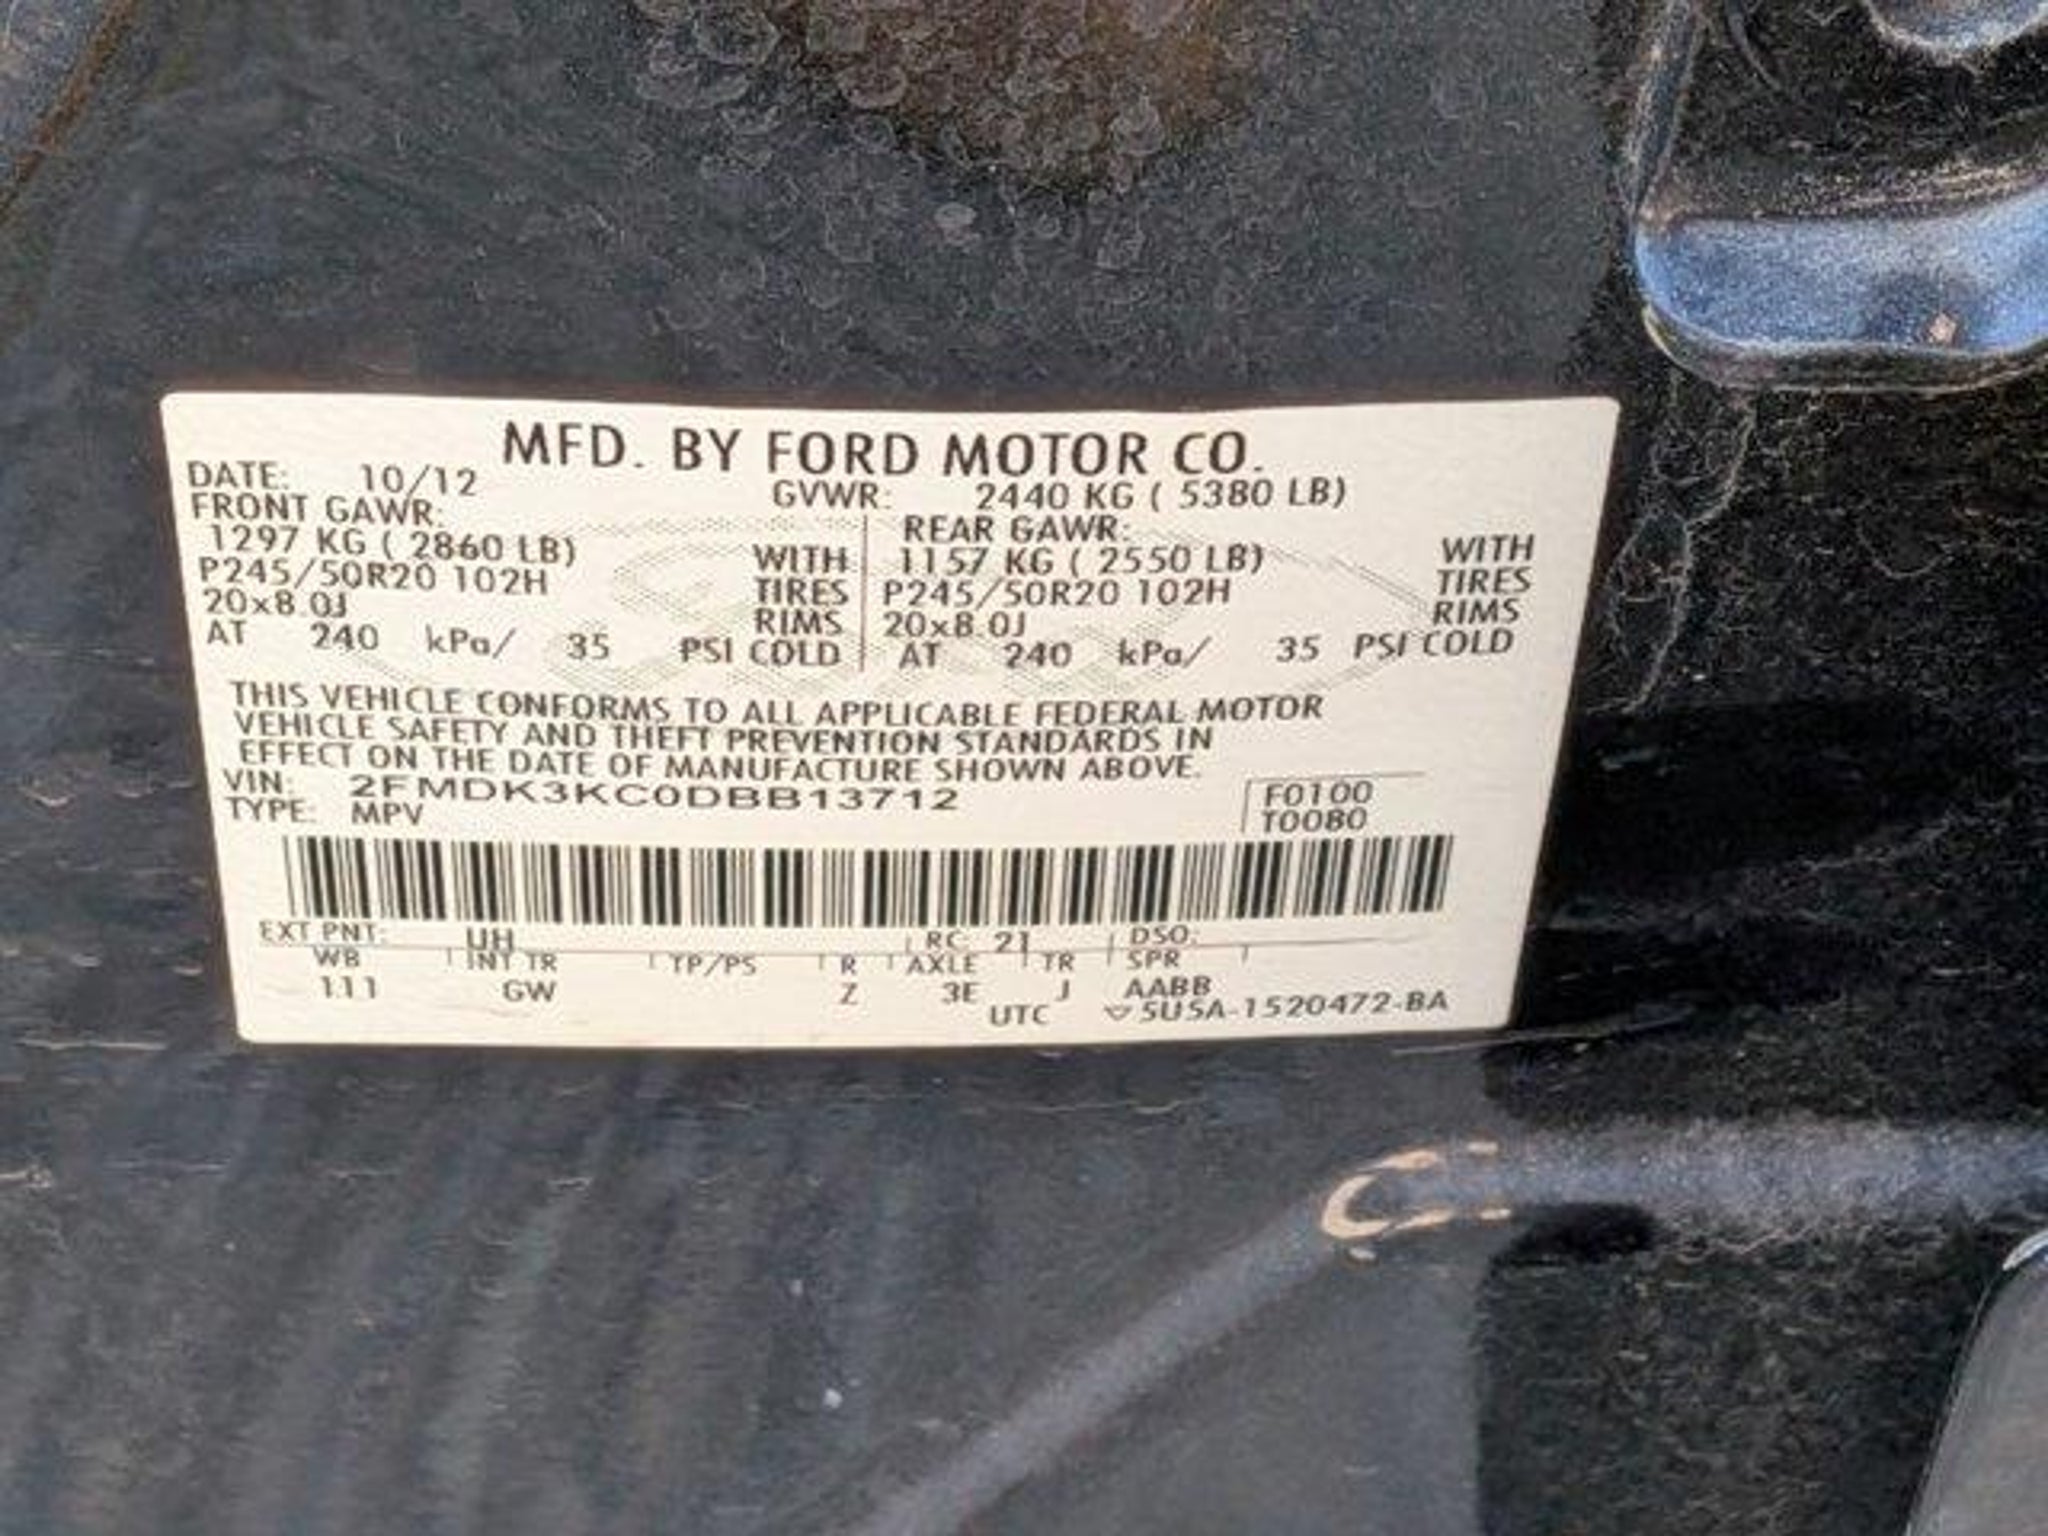 MFD. BY FORD MOTOR CO.
DATE: 10/12 GVWR: 2440 KG ( 5380 LB)
FRONT GAWR: REAR GAWR:
1297 KG ( 2860 LB) WITH 1157 KG ( 2550 LB) WITH
P245/50R20 102H TIRES P245/50R20 102H TIRES
20x8.0J RIMS 20x8.0J RIMS
AT 240 kPa/ 35 PSI COLD AT 240 kPa/ 35 PSI COLD
THIS VEHICLE CONFORMS TO ALL APPLICABLE FEDERAL MOTOR
VEHICLE SAFETY AND THEFT PREVENTION STANDARDS IN
EFFECT ON THE DATE OF MANUFACTURE SHOWN ABOVE.
VIN: 2FMDK3KC0DBB13712 F0100
TYPE: MPV T0080
EXT PNT: UH RC: 21 DSO:
WB INT TR TP/PS R AXLE TR SPR
111 GW Z 3E J AABB
UTC ▽5U5A-1520472-BA